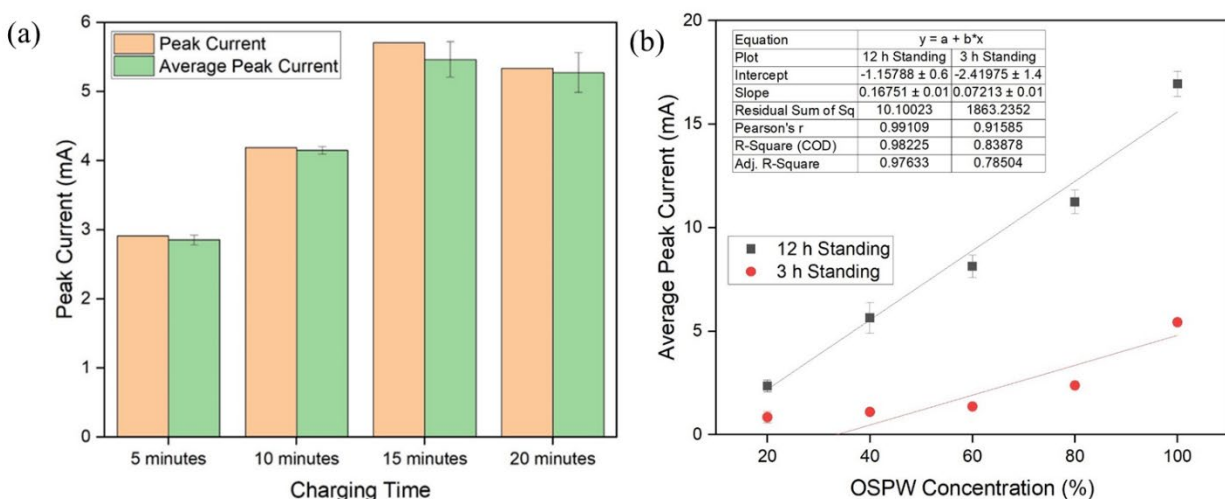 (a)
Peak Current (mA)
6
5
4
3
2
1
0
Peak Current
Average Peak Current
5 minutes 10 minutes 15 minutes 20 minutes
Charging Time
(b)
Average Peak Current (mA)
20
15
10
5
0
Equation y = a + b*x
Plot 12 h Standing 3 h Standing
Intercept -1.15788 ± 0.6 -2.41975 ± 1.4
Slope 0.16751 ± 0.01 0.07213 ± 0.01
Residual Sum of Sq 10.10023 1863.2352
Pearson's r 0.99109 0.91585
R-Square (COD) 0.98225 0.83878
Adj. R-Square 0.97633 0.78504
12 h Standing
3 h Standing
20 40 60 80 100
OSPW Concentration (%)